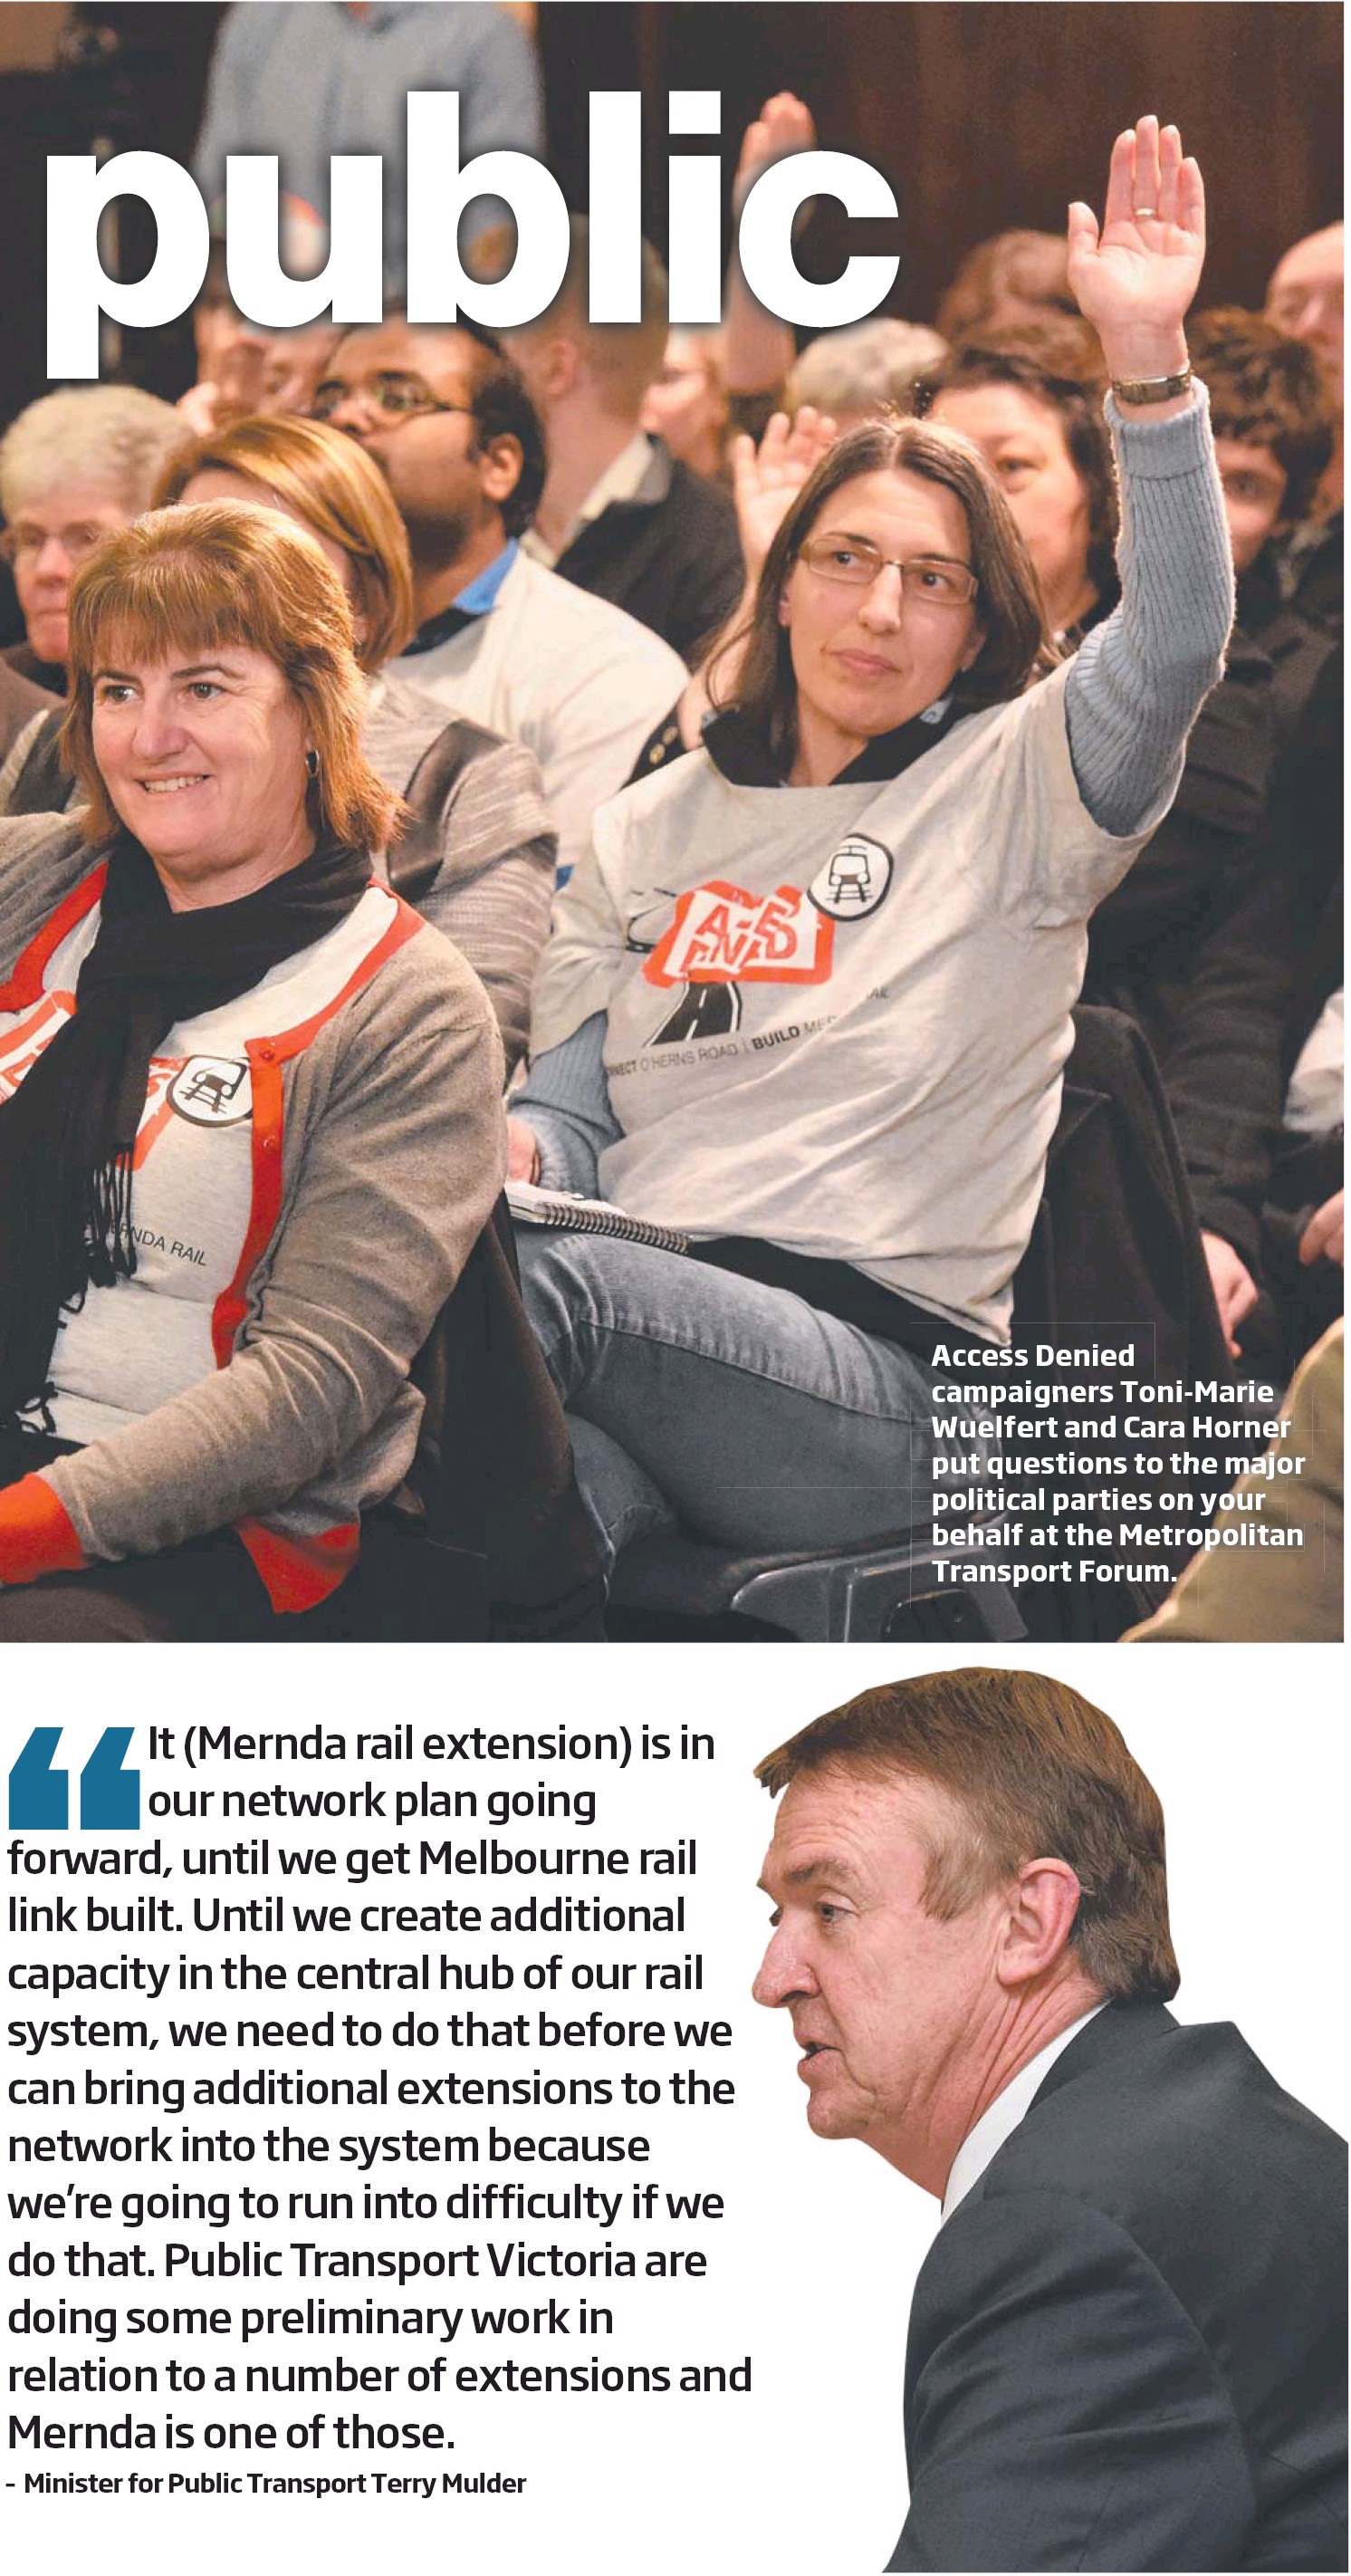 public
O'HERNS ROAD | BUILD
RAIL
Access Denied
campaigners Toni-Marie
Wuelfert and Cara Horner
put questions to the major
political parties on your
behalf at the Metropolitan
Transport Forum.
It (Mernda rail extension) is in
our network plan going
forward, until we get Melbourne rail
link built. Until we create additional
capacity in the central hub of our rail
system, we need to do that before we
can bring additional extensions to the
network into the system because
we’re going to run into difficulty if we
do that. Public Transport Victoria are
doing some preliminary work in
relation to a number of extensions and
Mernda is one of those.
- Minister for Public Transport Terry Mulder